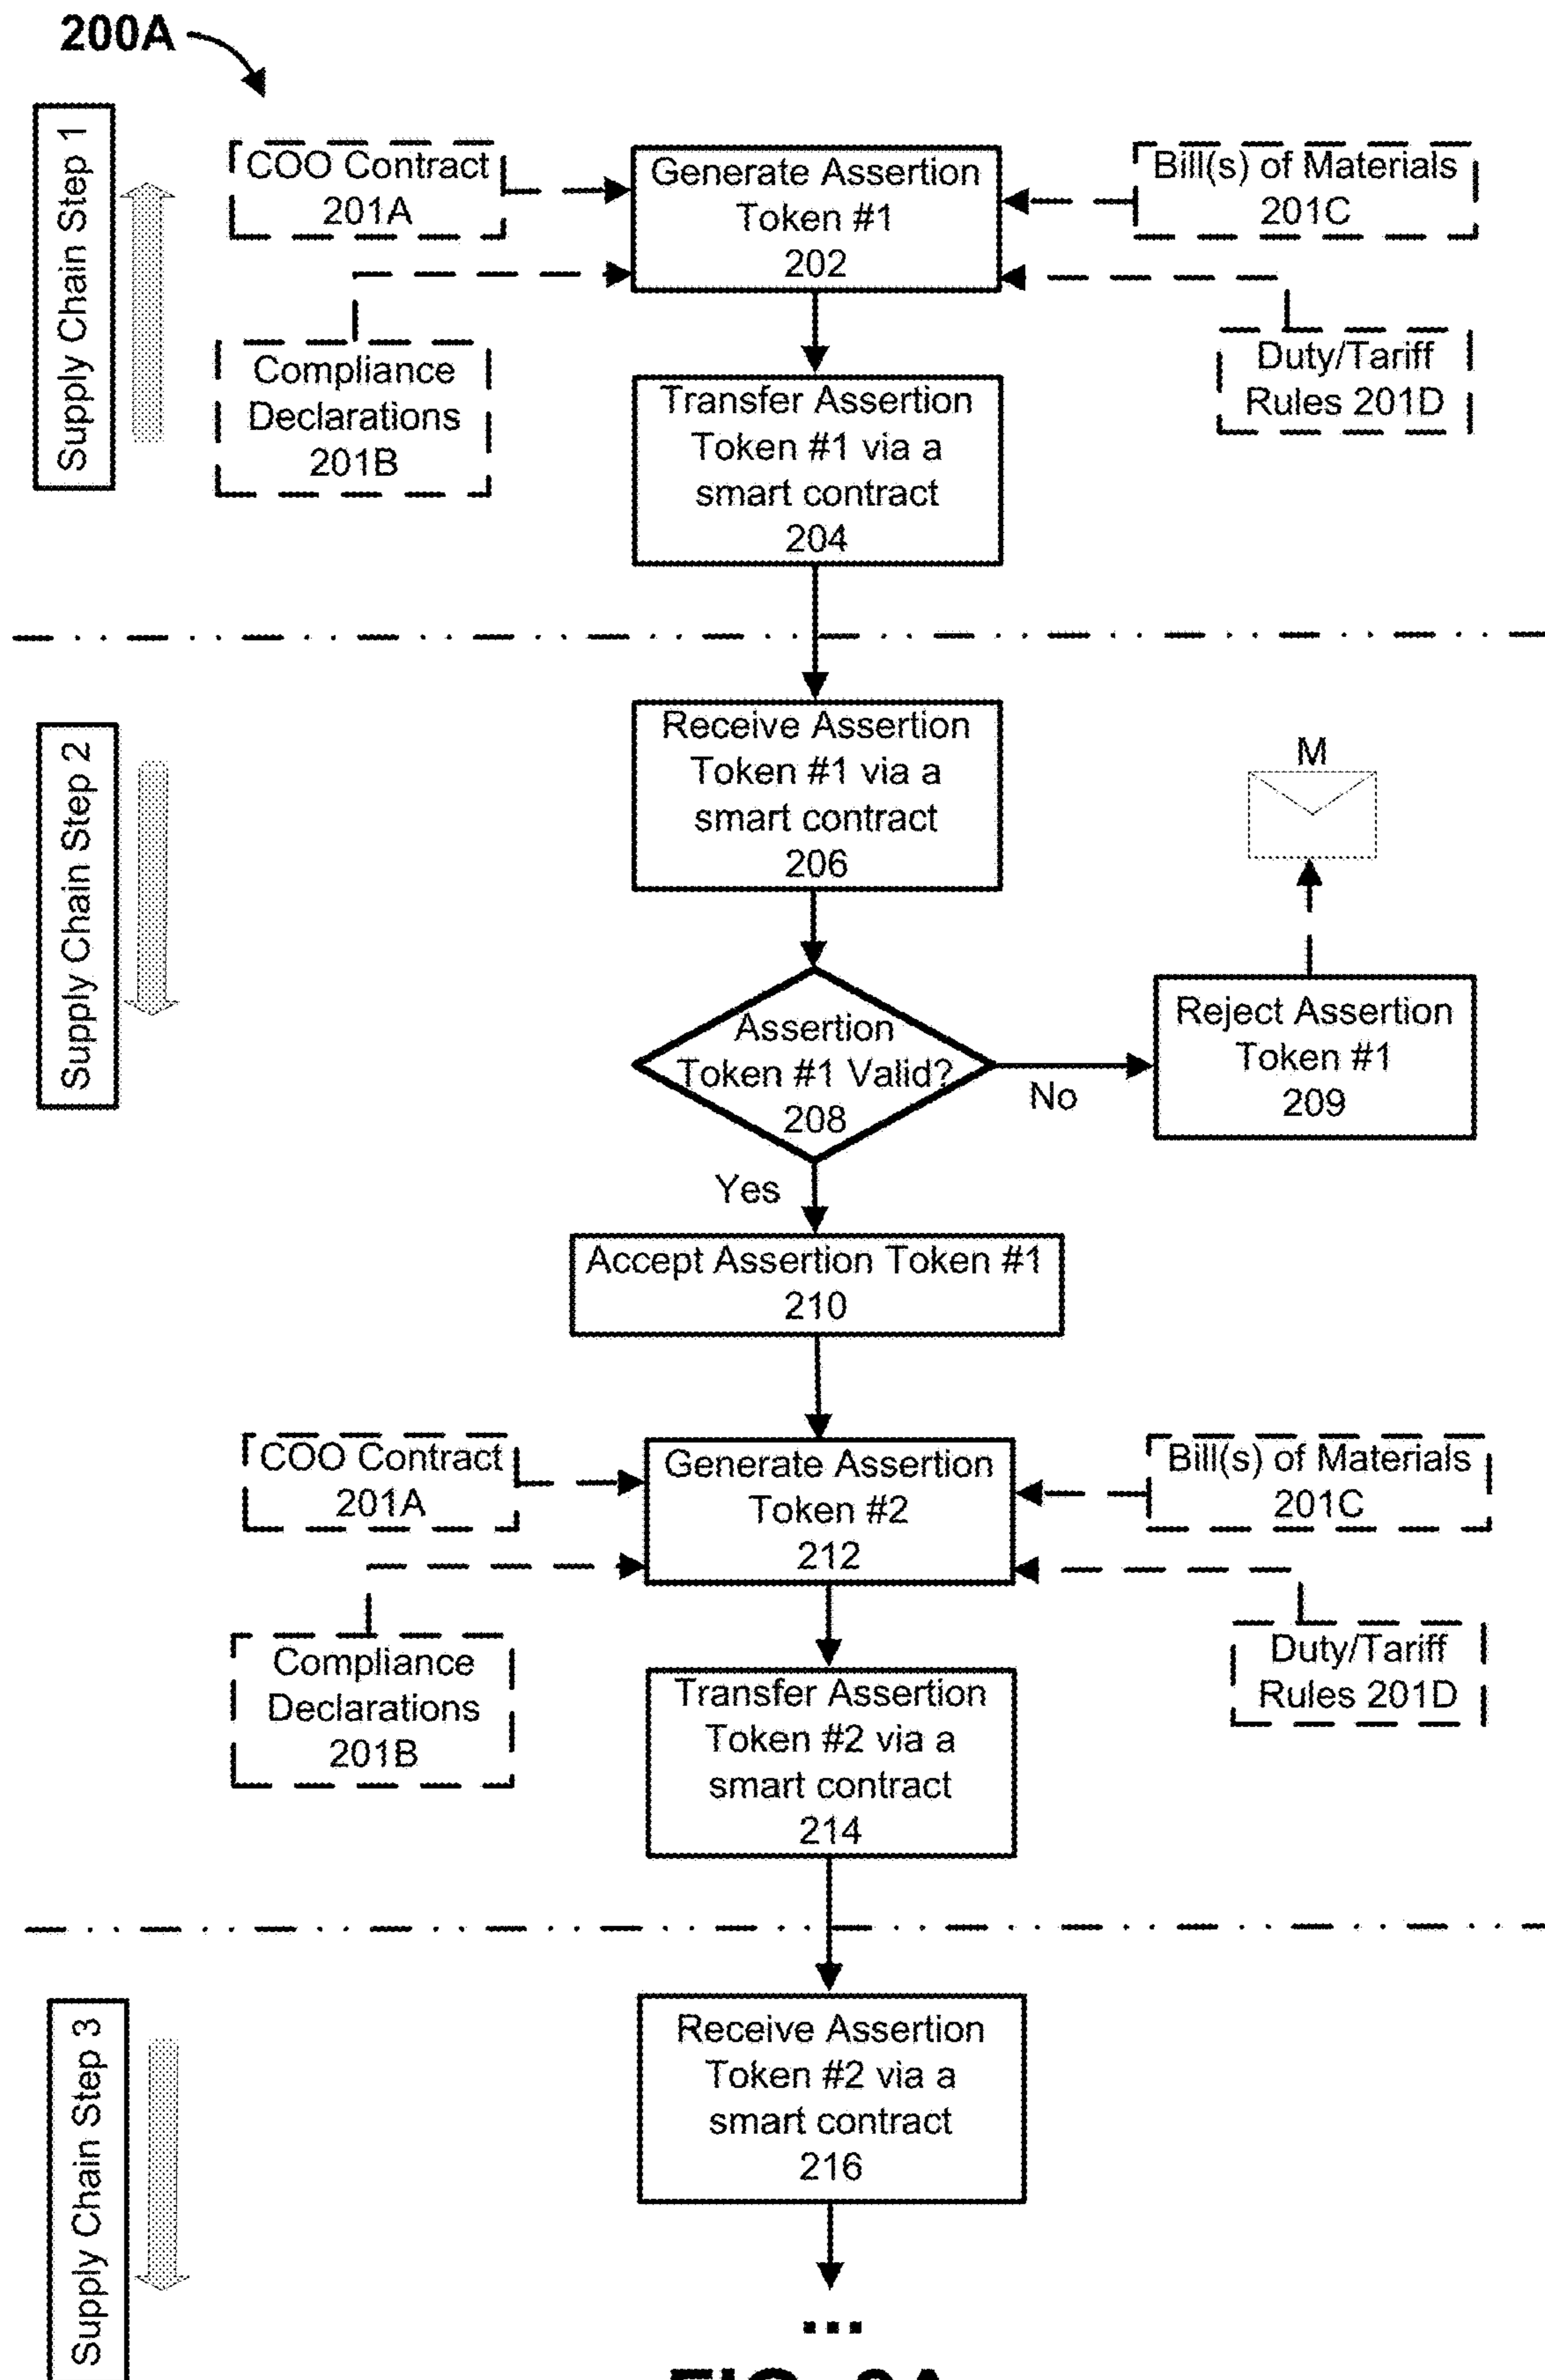 200A
Supply Chain Step 1
COO Contract
201A
Generate Assertion
Token #1
202
Bill(s) of Materials
201C
Compliance
Declarations
201B
Duty/Tariff
Rules 201D
Transfer Assertion
Token #1 via a
smart contract
204
Supply Chain Step 2
Receive Assertion
Token #1 via a
smart contract
206
M
Assertion
Token #1 Valid?
208
No
Reject Assertion
Token #1
209
Yes
Accept Assertion Token #1
210
COO Contract
201A
Generate Assertion
Token #2
212
Bill(s) of Materials
201C
Compliance
Declarations
201B
Duty/Tariff
Rules 201D
Transfer Assertion
Token #2 via a
smart contract
214
Supply Chain Step 3
Receive Assertion
Token #2 via a
smart contract
216
...